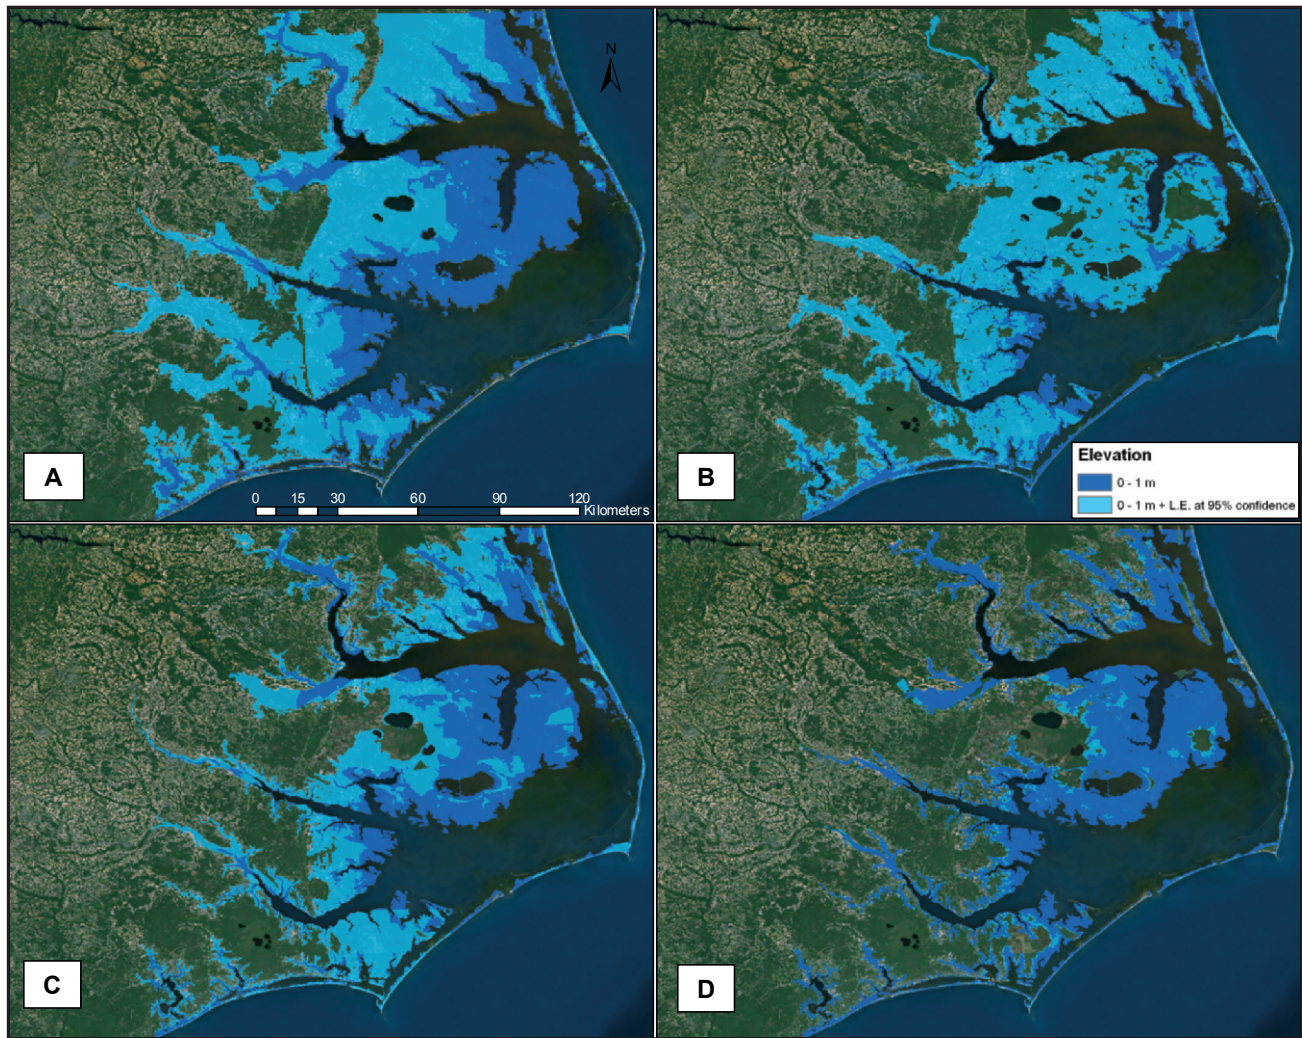 N
A
0 15 30 60 90 120
Kilometers
B
Elevation
0 - 1 m
0 - 1 m + L.E. at 95% confidence
C
D